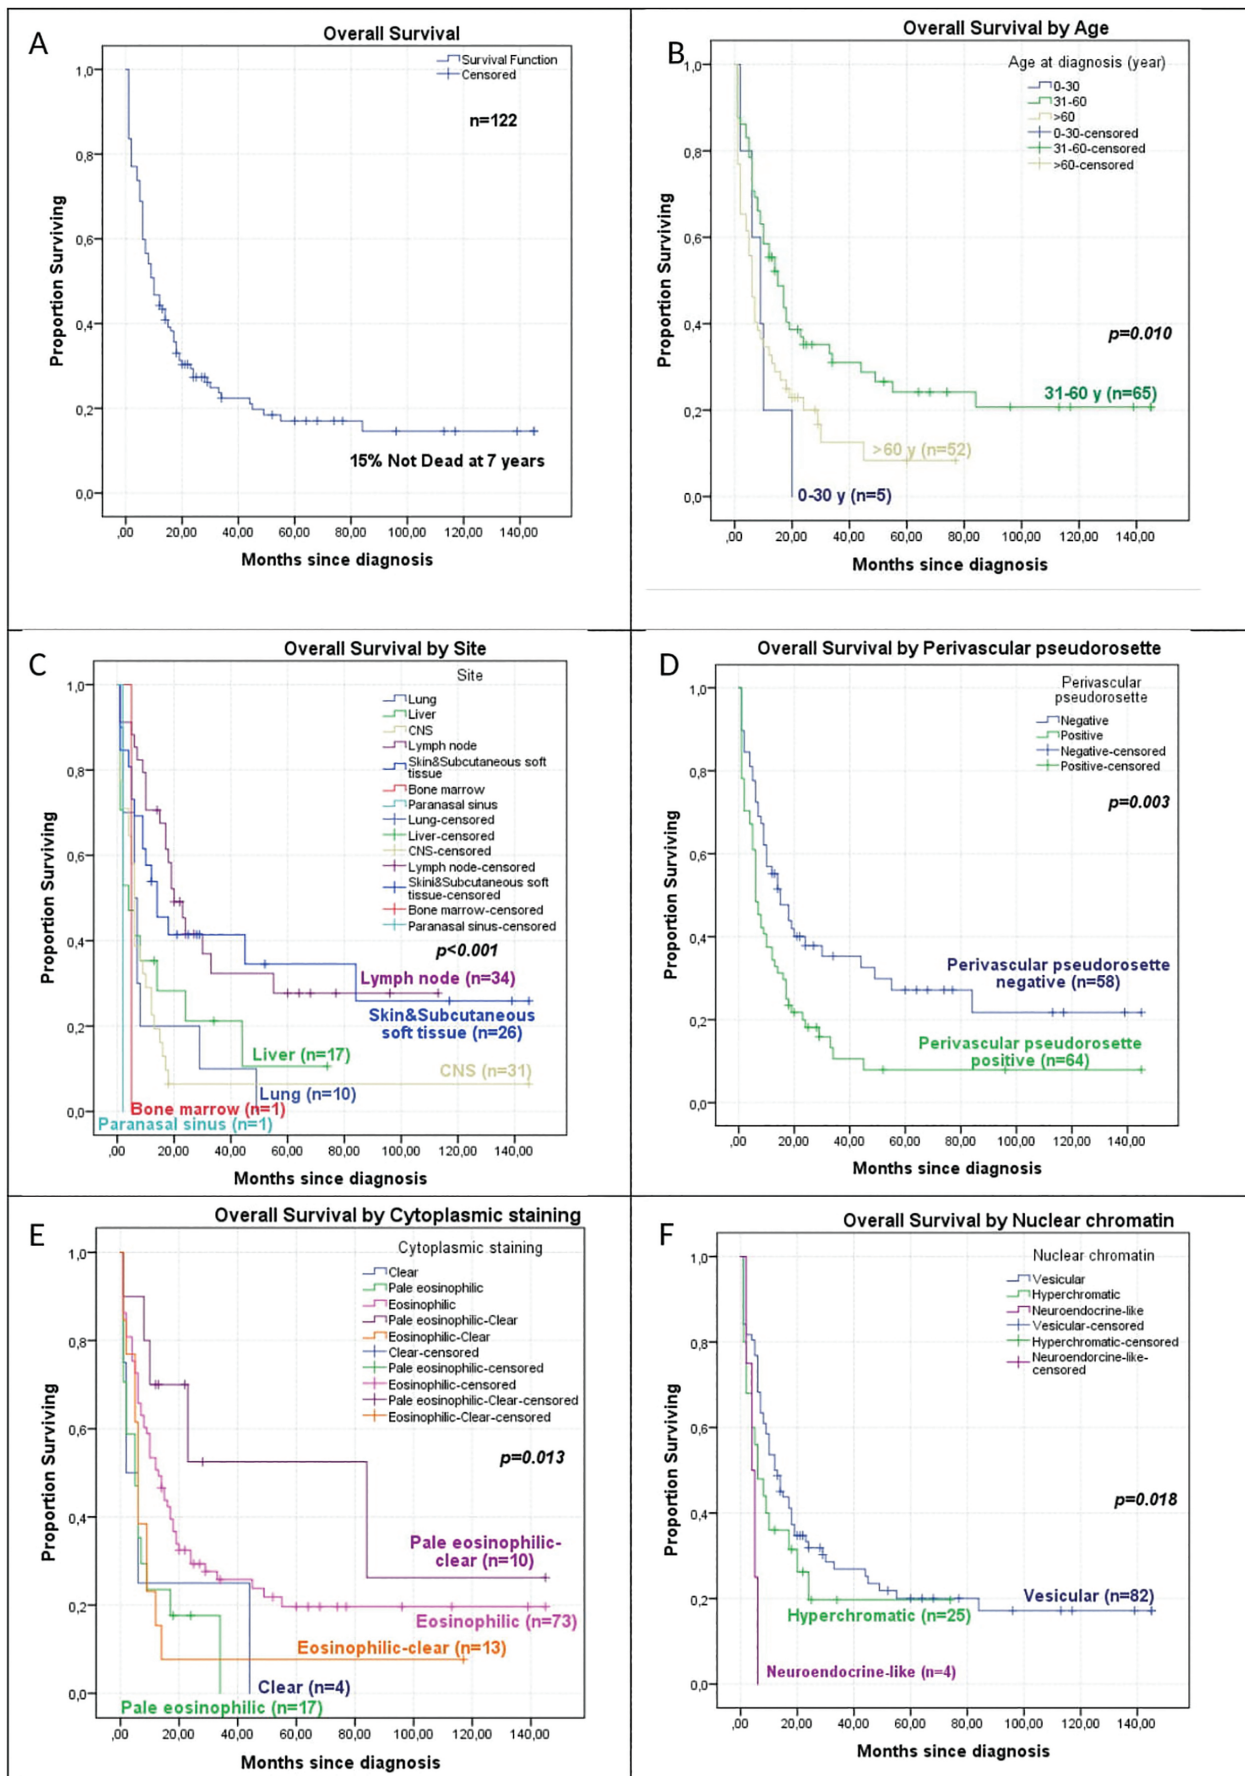 A
Overall Survival
Survival Function
Censored
n=122
1,0
0,8
0,6
0,4
0,2
0,0
Proportion Surviving
15% Not Dead at 7 years
,00 20,00 40,00 60,00 80,00 100,00 120,00 140,00
Months since diagnosis
B
Overall Survival by Age
Age at diagnosis (year)
0-30
31-60
>60
0-30-censored
31-60-censored
>60-censored
1,0
0,8
0,6
0,4
0,2
0,0
Proportion Surviving
p=0.010
31-60 y (n=65)
>60 y (n=52)
0-30 y (n=5)
,00 20,00 40,00 60,00 80,00 100,00 120,00 140,00
Months since diagnosis
C
Overall Survival by Site
Site
Lung
Liver
CNS
Lymph node
Skin&Subcutaneous soft
tissue
Bone marrow
Paranasal sinus
Lung-censored
Liver-censored
CNS-censored
Lymph node-censored
Skini&Subcutaneous soft
tissue-censored
Bone marrow-censored
Paranasal sinus-censored
1,0
0,8
0,6
0,4
0,2
0,0
Proportion Surviving
p<0.001
Lymph node (n=34)
Skin&Subcutaneous
soft tissue (n=26)
Liver (n=17)
CNS (n=31)
Lung (n=10)
Bone marrow (n=1)
Paranasal sinus (n=1)
,00 20,00 40,00 60,00 80,00 100,00 120,00 140,00
Months since diagnosis
D
Overall Survival by Perivascular pseudorosette
Perivascular
pseudorosette
Negative
Positive
Negative-censored
Positive-censored
1,0
0,8
0,6
0,4
0,2
0,0
Proportion Surviving
p=0.003
Perivascular pseudorosette
negative (n=58)
Perivascular pseudorosette
positive (n=64)
,00 20,00 40,00 60,00 80,00 100,00 120,00 140,00
Months since diagnosis
E
Overall Survival by Cytoplasmic staining
Cytoplasmic staining
Clear
Pale eosinophilic
Eosinophilic
Pale eosinophilic-Clear
Eosinophilic-Clear
Clear-censored
Pale eosinophilic-censored
Eosinophilic-censored
Pale eosinophilic-Clear-censored
Eosinophilic-Clear-censored
1,0
0,8
0,6
0,4
0,2
0,0
Proportion Surviving
p=0.013
Pale eosinophilic-
clear (n=10)
Eosinophilic (n=73)
Eosinophilic-clear (n=13)
Clear (n=4)
Pale eosinophilic (n=17)
,00 20,00 40,00 60,00 80,00 100,00 120,00 140,00
Months since diagnosis
F
Overall Survival by Nuclear chromatin
Nuclear chromatin
Vesicular
Hyperchromatic
Neuroendocrine-like
Vesicular-censored
Hyperchromatic-censored
Neuroendorcine-like-
censored
1,0
0,8
0,6
0,4
0,2
0,0
Proportion Surviving
p=0.018
Vesicular (n=82)
Hyperchromatic (n=25)
Neuroendocrine-like (n=4)
,00 20,00 40,00 60,00 80,00 100,00 120,00 140,00
Months since diagnosis